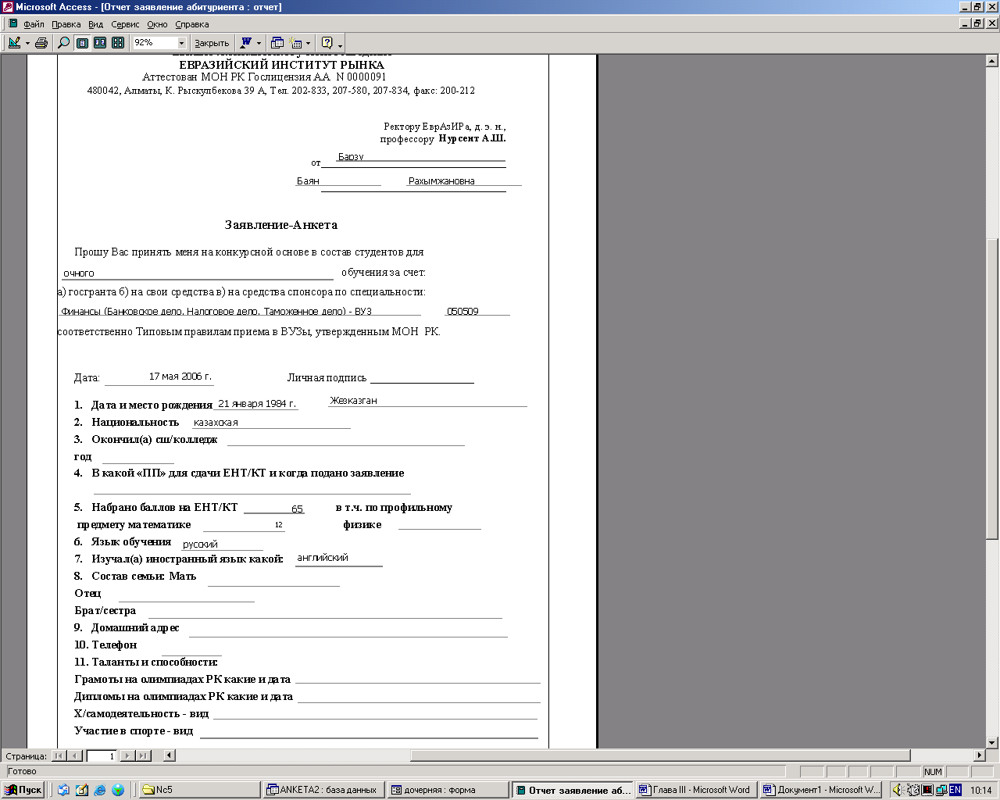 Microsoft Access - [Отчет заявление абитуриента : отчет]
Файл Правка Вид Сервис Окно Справка
92% Закрыть
ЕВРАЗИЙСКИЙ ИНСТИТУТ РЫНКА
Аттестован МОН РК Гослицензия АА N 0000091
480042, Алматы, К. Рыскулбекова 39 А, Тел. 202-833, 207-580, 207-834, факс: 200-212
Ректору ЕврАзИРа, д. э. н.,
профессору Нурсеит А.Ш.
от Барзу
Баян Рахымжановна
Заявление-Анкета
Прошу Вас принять меня на конкурсной основе в состав студентов для
очного обучения за счет:
а) госгранта б) на свои средства в) на средства спонсора по специальности:
Финансы (Банковское дело, Налоговое дело, Таможенное дело) - ВУЗ 050509
соответственно Типовым правилам приема в ВУЗы, утвержденным МОН РК.
Дата: 17 мая 2006 г. Личная подпись
1. Дата и место рождения 21 января 1984 г. Жезказган
2. Национальность казахская
3. Окончил(а) сш/колледж
год
4. В какой «ПП» для сдачи ЕНТ/КТ и когда подано заявление
5. Набрано баллов на ЕНТ/КТ 65 в т.ч. по профильному
предмету математике 12 физике
6. Язык обучения русский
7. Изучал(а) иностранный язык какой: английский
8. Состав семьи: Мать
Отец
Брат/сестра
9. Домашний адрес
10. Телефон
11. Таланты и способности:
Грамоты на олимпиадах РК какие и дата
Дипломы на олимпиадах РК какие и дата
Х/самодеятельность - вид
Участие в спорте - вид
Страница: 1
Готово NUM
Пуск Nc5 ANKETA2 : база данных дочерняя : форма Отчет заявление аб... Глава III - Microsoft Word Документ1 - Microsoft W... EN 10:14